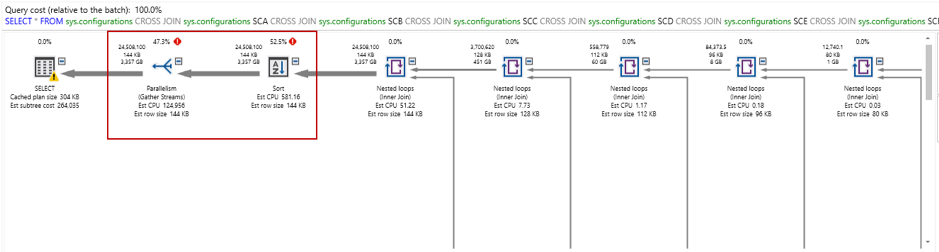 Query cost (relative to the batch): 100.0%
SELECT * FROM sys.configurations CROSS JOIN sys.configurations SCA CROSS JOIN sys.configurations SCB CROSS JOIN sys.configurations SCC CROSS JOIN sys.configurations SCD CROSS JOIN sys.configurations SCE CROSS JOIN sys.configurations
0.0%
SELECT
Cached plan size 304 KB
Est subtree cost 264,035
47.3%
24,508,100
144 KB
3,357 GB
Parallelism
(Gather Streams)
Est CPU 124,956
Est row size 144 KB
52.5%
24,508,100
144 KB
3,357 GB
Sort
Est CPU 581.16
Est row size 144 KB
0.0%
24,508,100
144 KB
3,357 GB
Nested loops
(Inner Join)
Est CPU 51.22
Est row size 144 KB
0.0%
3,700,620
128 KB
451 GB
Nested loops
(Inner Join)
Est CPU 7.73
Est row size 128 KB
0.0%
558,779
112 KB
60 GB
Nested loops
(Inner Join)
Est CPU 1.17
Est row size 112 KB
0.0%
84,373.5
96 KB
8 GB
Nested loops
(Inner Join)
Est CPU 0.18
Est row size 96 KB
0.0%
12,740.1
80 KB
1 GB
Nested loops
(Inner Join)
Est CPU 0.03
Est row size 80 KB